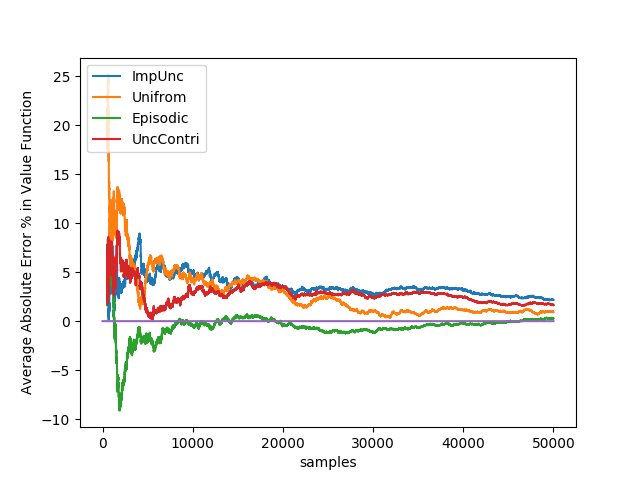 ImpUnc
Unifrom
Episodic
UncContri
25
20
15
10
5
0
−5
−10
Average Absolute Error % in Value Function
0 10000 20000 30000 40000 50000
samples